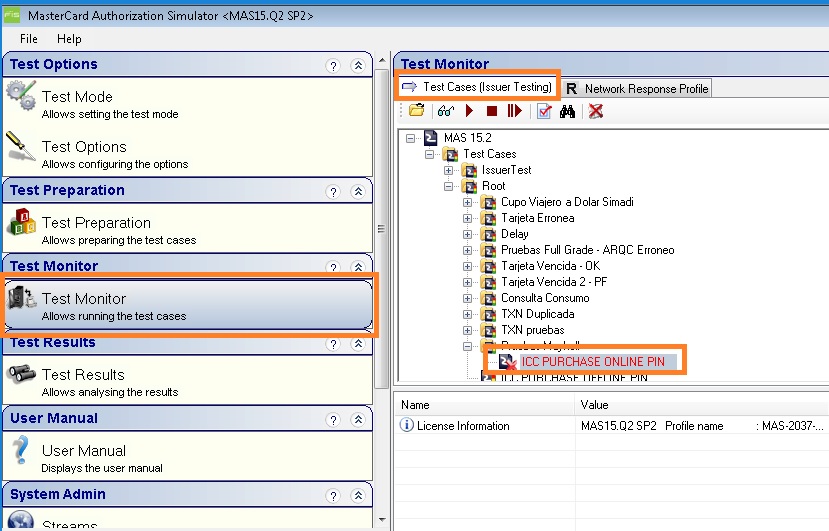 FIS MasterCard Authorization Simulator <MAS15.Q2 SP2>
File Help
Test Options ?
Test Mode
Allows setting the test mode
Test Options
Allows configuring the options
Test Preparation ?
Test Preparation
Allows preparing the test cases
Test Monitor ?
Test Monitor
Allows running the test cases
Test Results ?
Test Results
Allows analysing the results
User Manual ?
User Manual
Displays the user manual
System Admin ?
Streams
Test Monitor
Test Cases (Issuer Testing) R Network Response Profile
MAS 15.2
Test Cases
IssuerTest
Root
Cupo Viajero a Dolar Simadi
Tarjeta Erronea
Delay
Pruebas Full Grade - ARQC Erroneo
Tarjeta Vencida - OK
Tarjeta Vencida 2 - PF
Consulta Consumo
TXN Duplicada
TXN pruebas
ICC PURCHASE ONLINE PIN
ICC PURCHASE OFFLINE PIN
Name Value
License Information MAS15.Q2 SP2 Profile name : MAS-2037-...